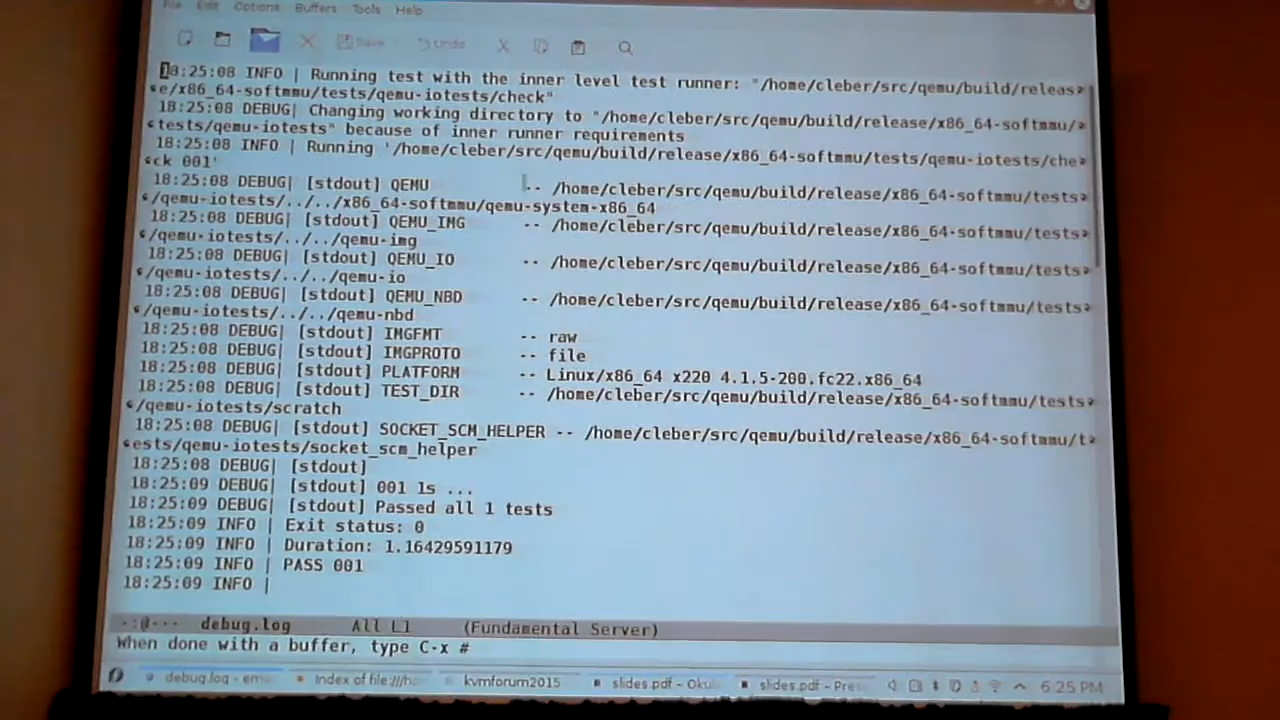 File Edit Options Buffers Tools Help
Save Undo
18:25:08 INFO | Running test with the inner level test runner: "/home/cleber/src/qemu/build/releas
e/x86_64-softmmu/tests/qemu-iotests/check"
18:25:08 DEBUG| Changing working directory to "/home/cleber/src/qemu/build/release/x86_64-softmmu/
tests/qemu-iotests" because of inner runner requirements
18:25:08 INFO | Running '/home/cleber/src/qemu/build/release/x86_64-softmmu/tests/qemu-iotests/che
ck 001'
18:25:08 DEBUG| [stdout] QEMU -- /home/cleber/src/qemu/build/release/x86_64-softmmu/tests
/qemu-iotests/../../x86_64-softmmu/qemu-system-x86_64
18:25:08 DEBUG| [stdout] QEMU_IMG -- /home/cleber/src/qemu/build/release/x86_64-softmmu/tests
/qemu-iotests/../../qemu-img
18:25:08 DEBUG| [stdout] QEMU_IO -- /home/cleber/src/qemu/build/release/x86_64-softmmu/tests
/qemu-iotests/../../qemu-io
18:25:08 DEBUG| [stdout] QEMU_NBD -- /home/cleber/src/qemu/build/release/x86_64-softmmu/tests
/qemu-iotests/../../qemu-nbd
18:25:08 DEBUG| [stdout] IMGFMT -- raw
18:25:08 DEBUG| [stdout] IMGPROTO -- file
18:25:08 DEBUG| [stdout] PLATFORM -- Linux/x86_64 x220 4.1.5-200.fc22.x86_64
18:25:08 DEBUG| [stdout] TEST_DIR -- /home/cleber/src/qemu/build/release/x86_64-softmmu/tests
/qemu-iotests/scratch
18:25:08 DEBUG| [stdout] SOCKET_SCM_HELPER -- /home/cleber/src/qemu/build/release/x86_64-softmmu/t
ests/qemu-iotests/socket_scm_helper
18:25:08 DEBUG| [stdout]
18:25:09 DEBUG| [stdout] 001 1s ...
18:25:09 DEBUG| [stdout] Passed all 1 tests
18:25:09 INFO | Exit status: 0
18:25:09 INFO | Duration: 1.16429591179
18:25:09 INFO | PASS 001
18:25:09 INFO |
-:@--- debug.log All L1 (Fundamental Server)
When done with a buffer, type C-x #
debug.log - ema Index of file:///ho kvmforum2015 slides.pdf - Oku slides.pdf - Pres 6:25 PM